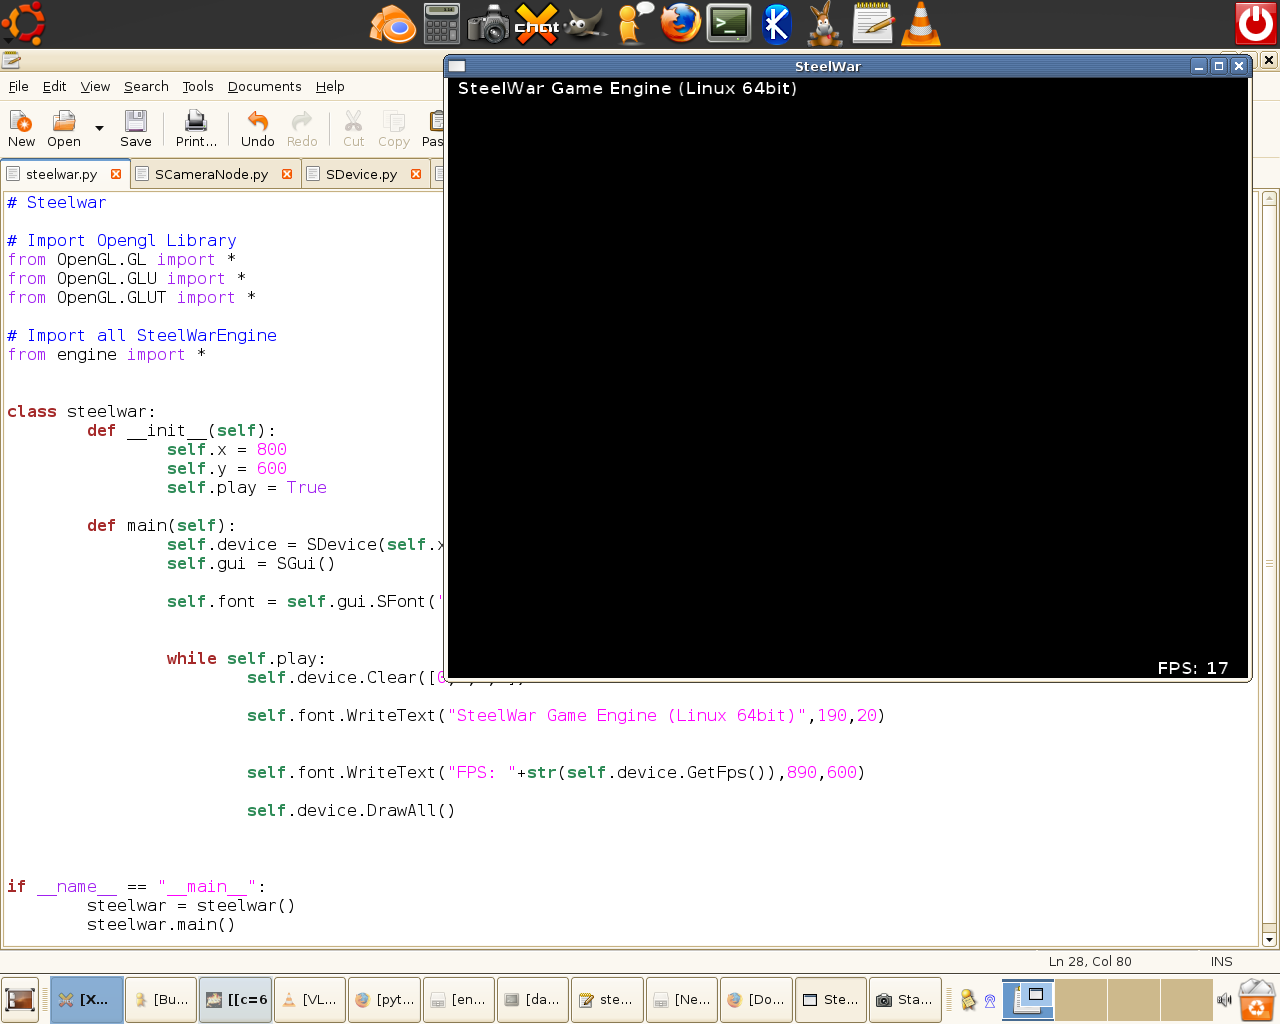 chat
SteelWar
File Edit View Search Tools Documents Help
SteelWar Game Engine (Linux 64bit)
New Open Save Print... Undo Redo Cut Copy Pas
steelwar.py SCameraNode.py SDevice.py
# Steelwar
# Import Opengl Library
from OpenGL.GL import *
from OpenGL.GLU import *
from OpenGL.GLUT import *
# Import all SteelWarEngine
from engine import *
class steelwar:
def __init__(self):
self.x = 800
self.y = 600
self.play = True
def main(self):
self.device = SDevice(self.x
self.gui = SGui()
self.font = self.gui.SFont("
while self.play:
FPS: 17
self.device.Clear([0
self.font.WriteText("SteelWar Game Engine (Linux 64bit)",190,20)
self.font.WriteText("FPS: "+str(self.device.GetFps()),890,600)
self.device.DrawAll()
if __name__ == "__main__":
steelwar = steelwar()
steelwar.main()
Ln 28, Col 80 INS
[X... [Bu... [[c=6 [VL... [pyt... [en... [da... ste... [Ne... [Do... Ste... Sta...